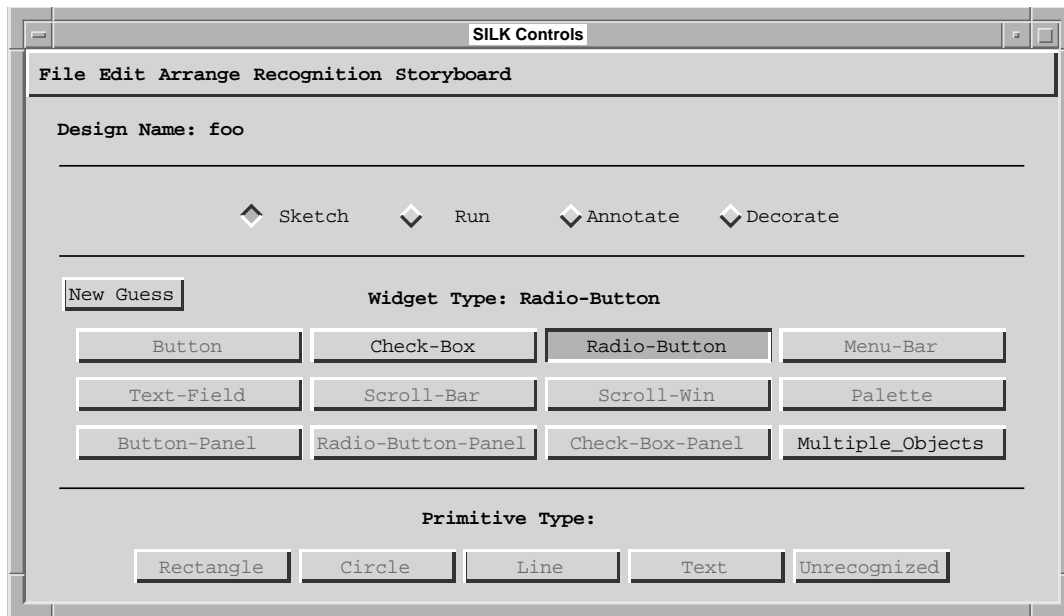 SILK Controls
File Edit Arrange Recognition Storyboard
Design Name: foo
Sketch Run Annotate Decorate
New Guess Widget Type: Radio-Button
Button Check-Box Radio-Button Menu-Bar
Text-Field Scroll-Bar Scroll-Win Palette
Button-Panel Radio-Button-Panel Check-Box-Panel Multiple_Objects
Primitive Type:
Rectangle Circle Line Text Unrecognized